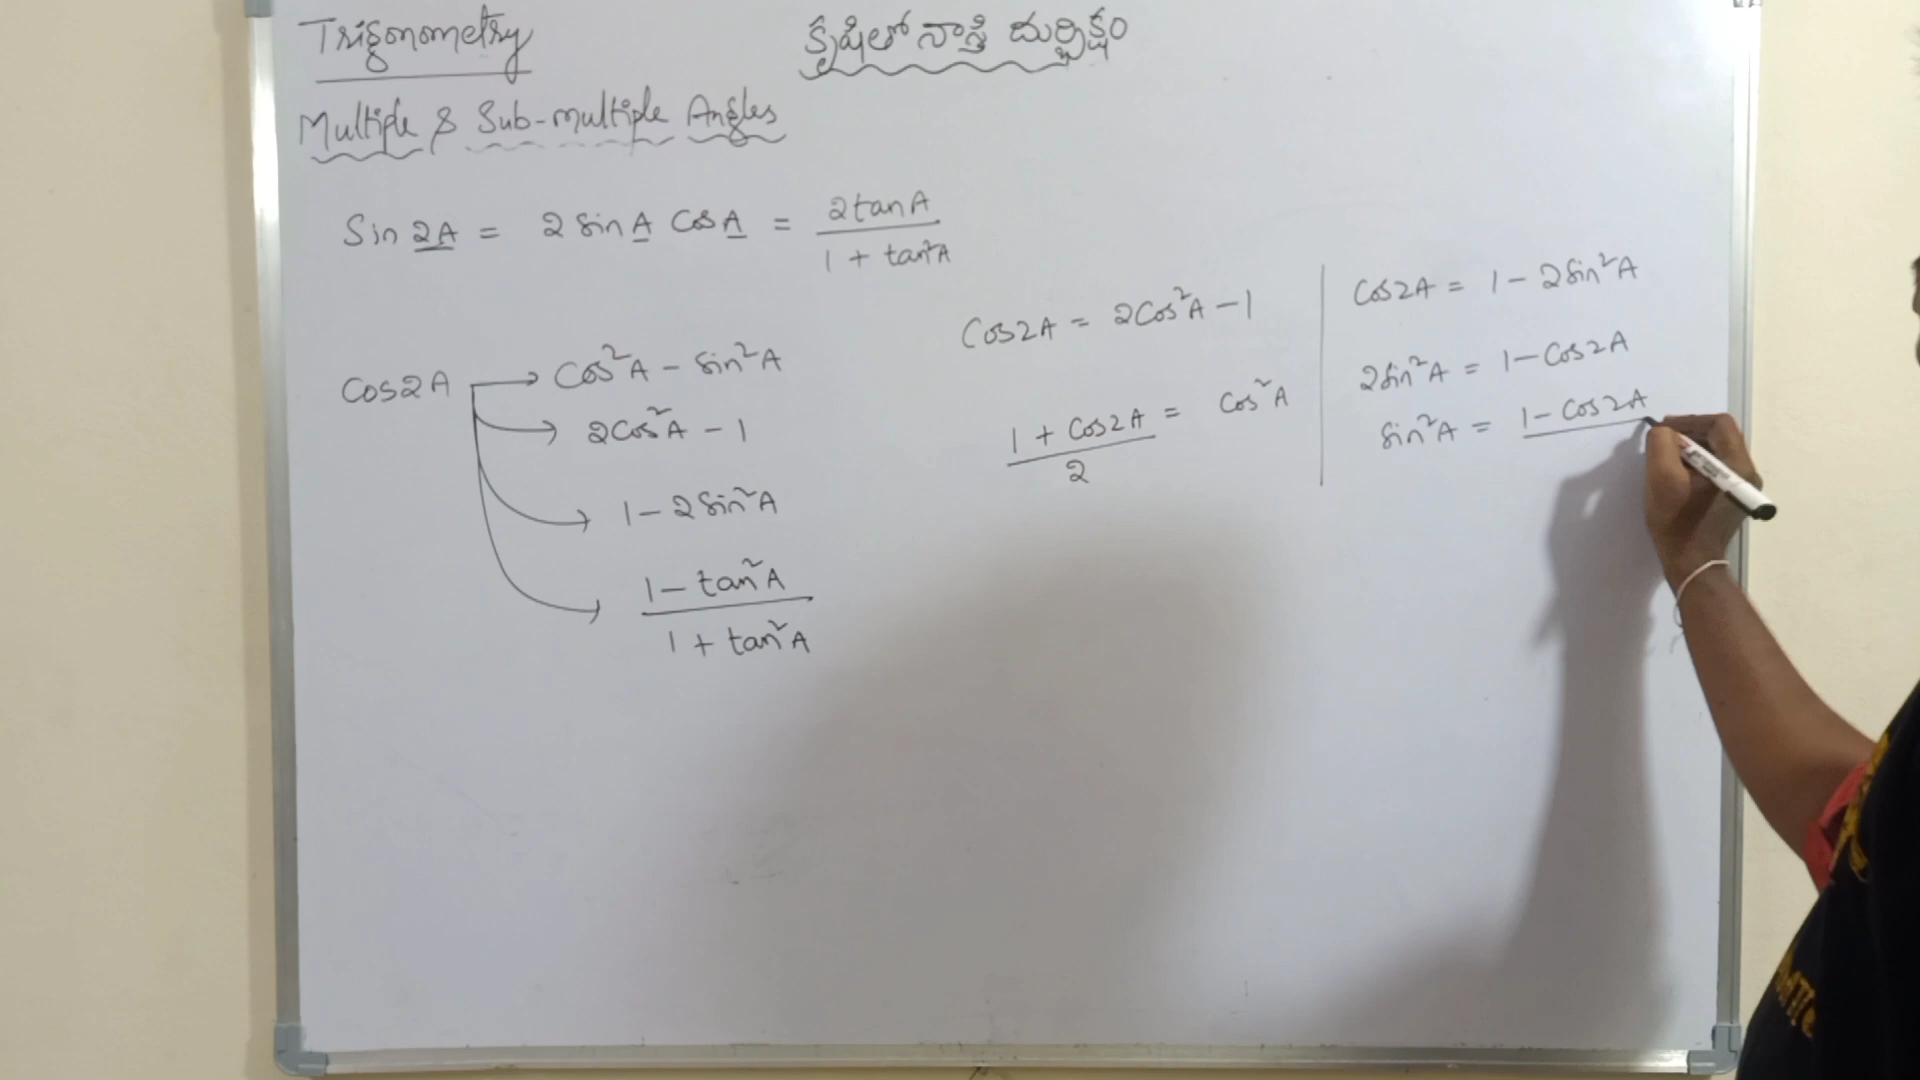 Trigonometry
కృషితో నాస్తి దుర్భిక్షం
Multiple & Sub-multiple Angles
Sin 2A = 2 Sin A Cos A = 2tanA / 1 + tan²A
Cos2A → Cos²A - Sin²A
→ 2Cos²A - 1
→ 1 - 2Sin²A
→ 1 - tan²A / 1 + tan²A
Cos2A = 2Cos²A - 1
1 + Cos2A / 2 = Cos²A
Cos2A = 1 - 2Sin²A
2Sin²A = 1 - Cos2A
Sin²A = 1 - Cos2A